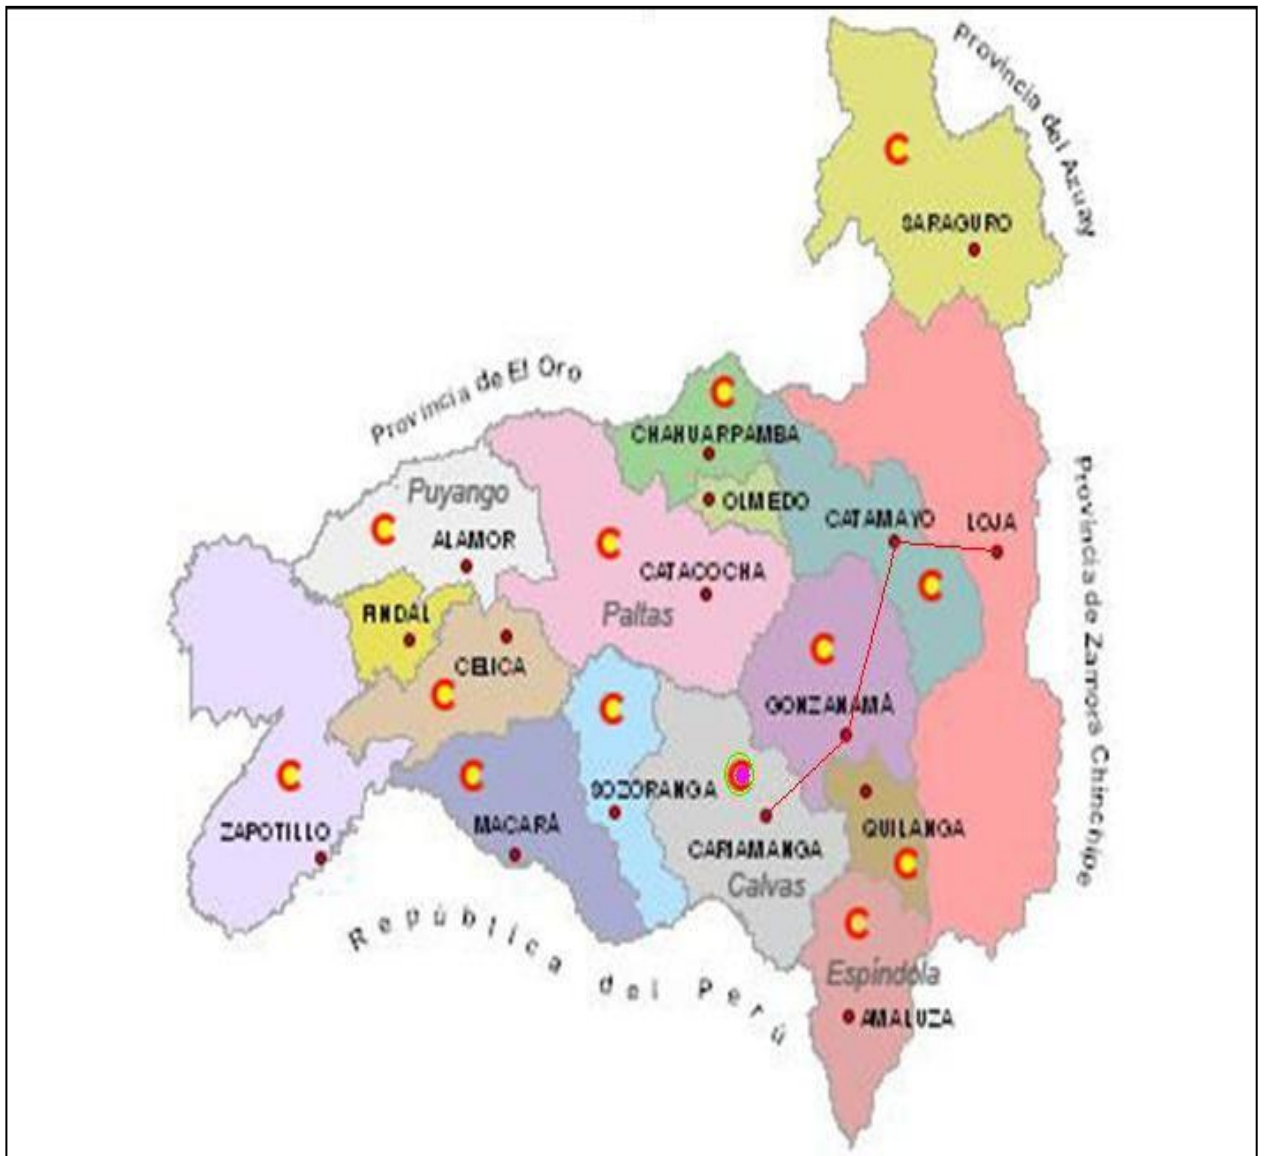 Provincia del Azuay
C
SARAGURO
Provincia de El Oro
C
CHAHUARPAMBA
Puyango
OLMEDO
C
ALAMOR
C
CATAMAYO
LOJA
CATACOCHA
C
PINDAL
Paltas
C
CELICA
C
C
GONZANAMÁ
Provincia de Zamora Chinchipe
C
C
C
SOZORANGA
ZAPOTILLO
MACARÁ
QUILANGA
CARIAMANGA
C
Calvas
C
República del Perú
Espíndola
AMALUZA